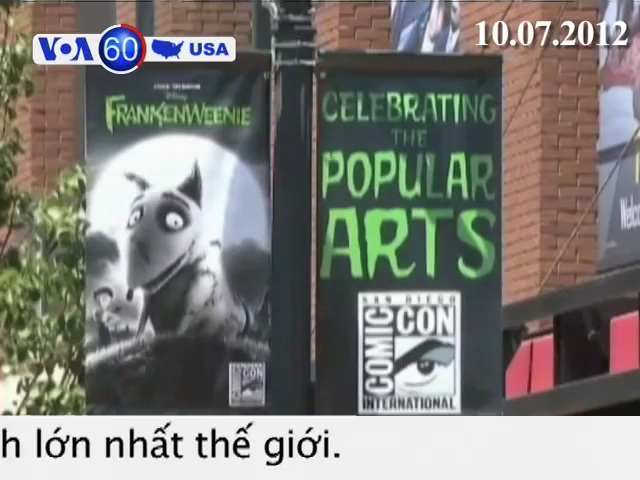 VOA 60 USA
10.07.2012
FRANKENWEENIE
CELEBRATING
THE
POPULAR
ARTS
SAN DIEGO
COMIC CON
INTERNATIONAL
CON
h lớn nhất thế giới.